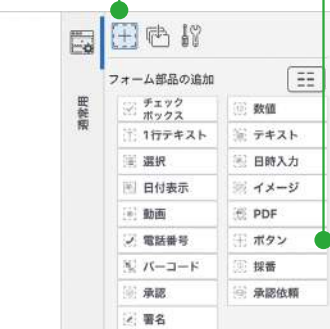 通常用
フォーム部品の追加
チェック
ボックス
数値
1行テキスト
テキスト
選択
日時入力
日付表示
イメージ
動画
PDF
電話番号
ボタン
バーコード
採番
承認
承認依頼
署名